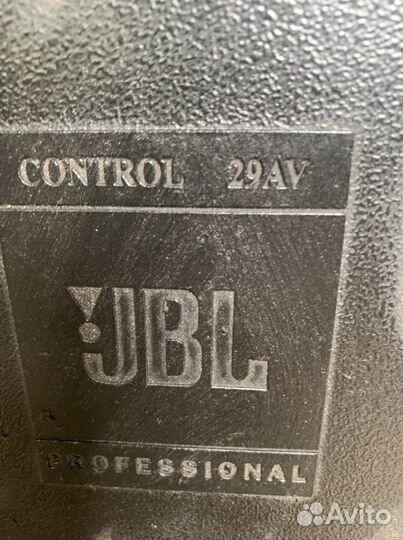 CONTROL 29AV
JBL
PROFESSIONAL
Avito